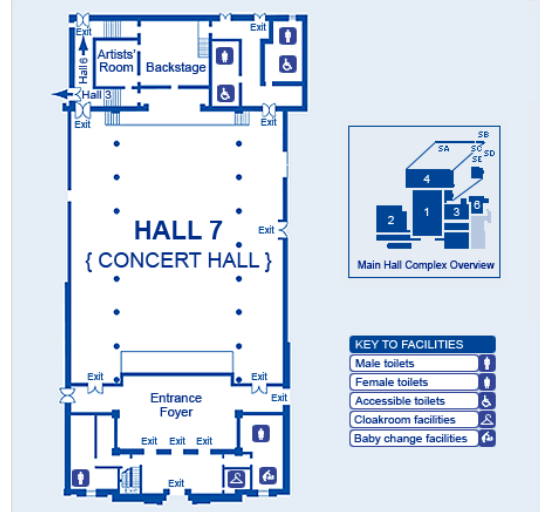 Exit
Exit
Artists'
Room
Backstage
Hall 6
Hall 3
Exit
Exit
HALL 7
{ CONCERT HALL }
Exit
Exit
Exit
Exit
Entrance
Foyer
Exit
Exit
Exit
Exit
SB
SA
SC
SD
SE
4
1
2
3
6
Main Hall Complex Overview
KEY TO FACILITIES
Male toilets
Female toilets
Accessible toilets
Cloakroom facilities
Baby change facilities